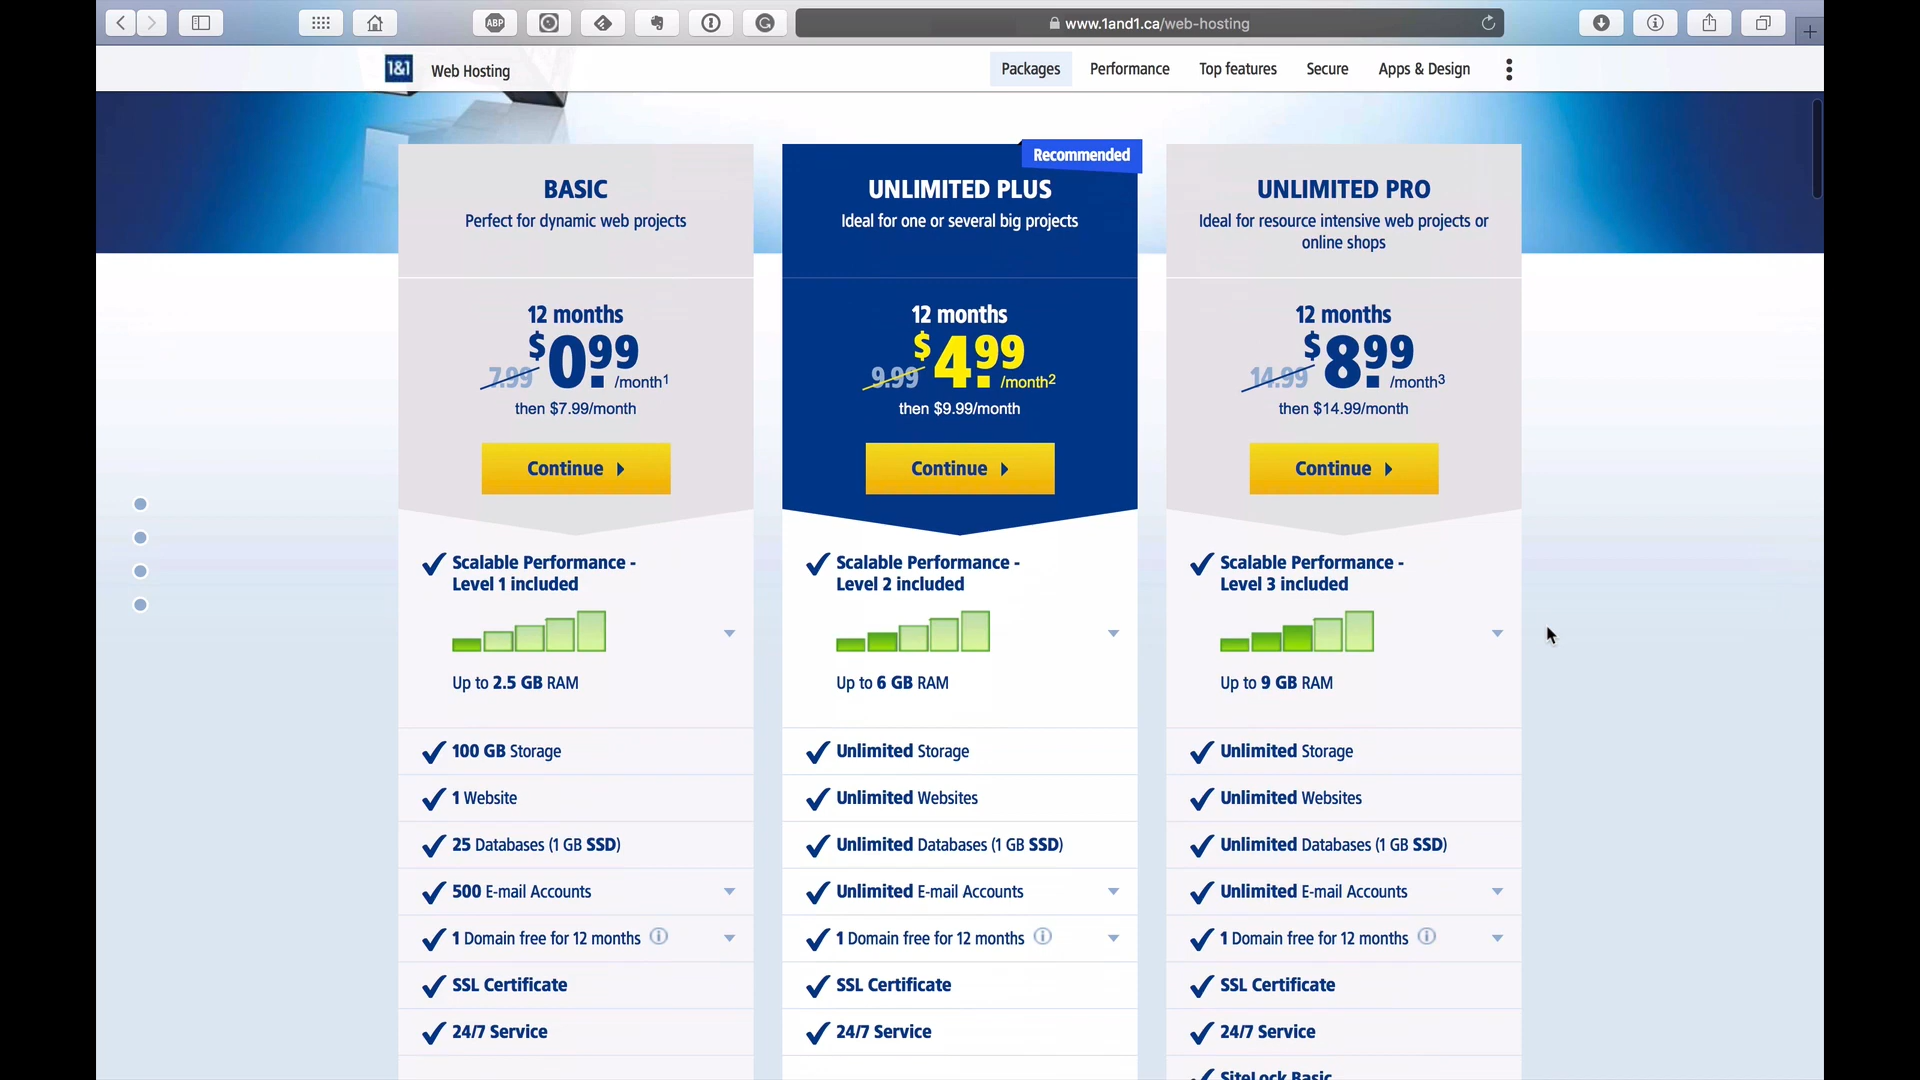 ABP
www.1and1.ca/web-hosting
1&1
Web Hosting
Packages
Performance
Top features
Secure
Apps & Design
Recommended
BASIC
Perfect for dynamic web projects
12 months
7.99 $0.99 /month1
then $7.99/month
Continue
Scalable Performance -
Level 1 included
Up to 2.5 GB RAM
100 GB Storage
1 Website
25 Databases (1 GB SSD)
500 E-mail Accounts
1 Domain free for 12 months
SSL Certificate
24/7 Service
UNLIMITED PLUS
Ideal for one or several big projects
12 months
9.99 $4.99 /month2
then $9.99/month
Continue
Scalable Performance -
Level 2 included
Up to 6 GB RAM
Unlimited Storage
Unlimited Websites
Unlimited Databases (1 GB SSD)
Unlimited E-mail Accounts
1 Domain free for 12 months
SSL Certificate
24/7 Service
UNLIMITED PRO
Ideal for resource intensive web projects or
online shops
12 months
14.99 $8.99 /month3
then $14.99/month
Continue
Scalable Performance -
Level 3 included
Up to 9 GB RAM
Unlimited Storage
Unlimited Websites
Unlimited Databases (1 GB SSD)
Unlimited E-mail Accounts
1 Domain free for 12 months
SSL Certificate
24/7 Service
SiteLock Basic